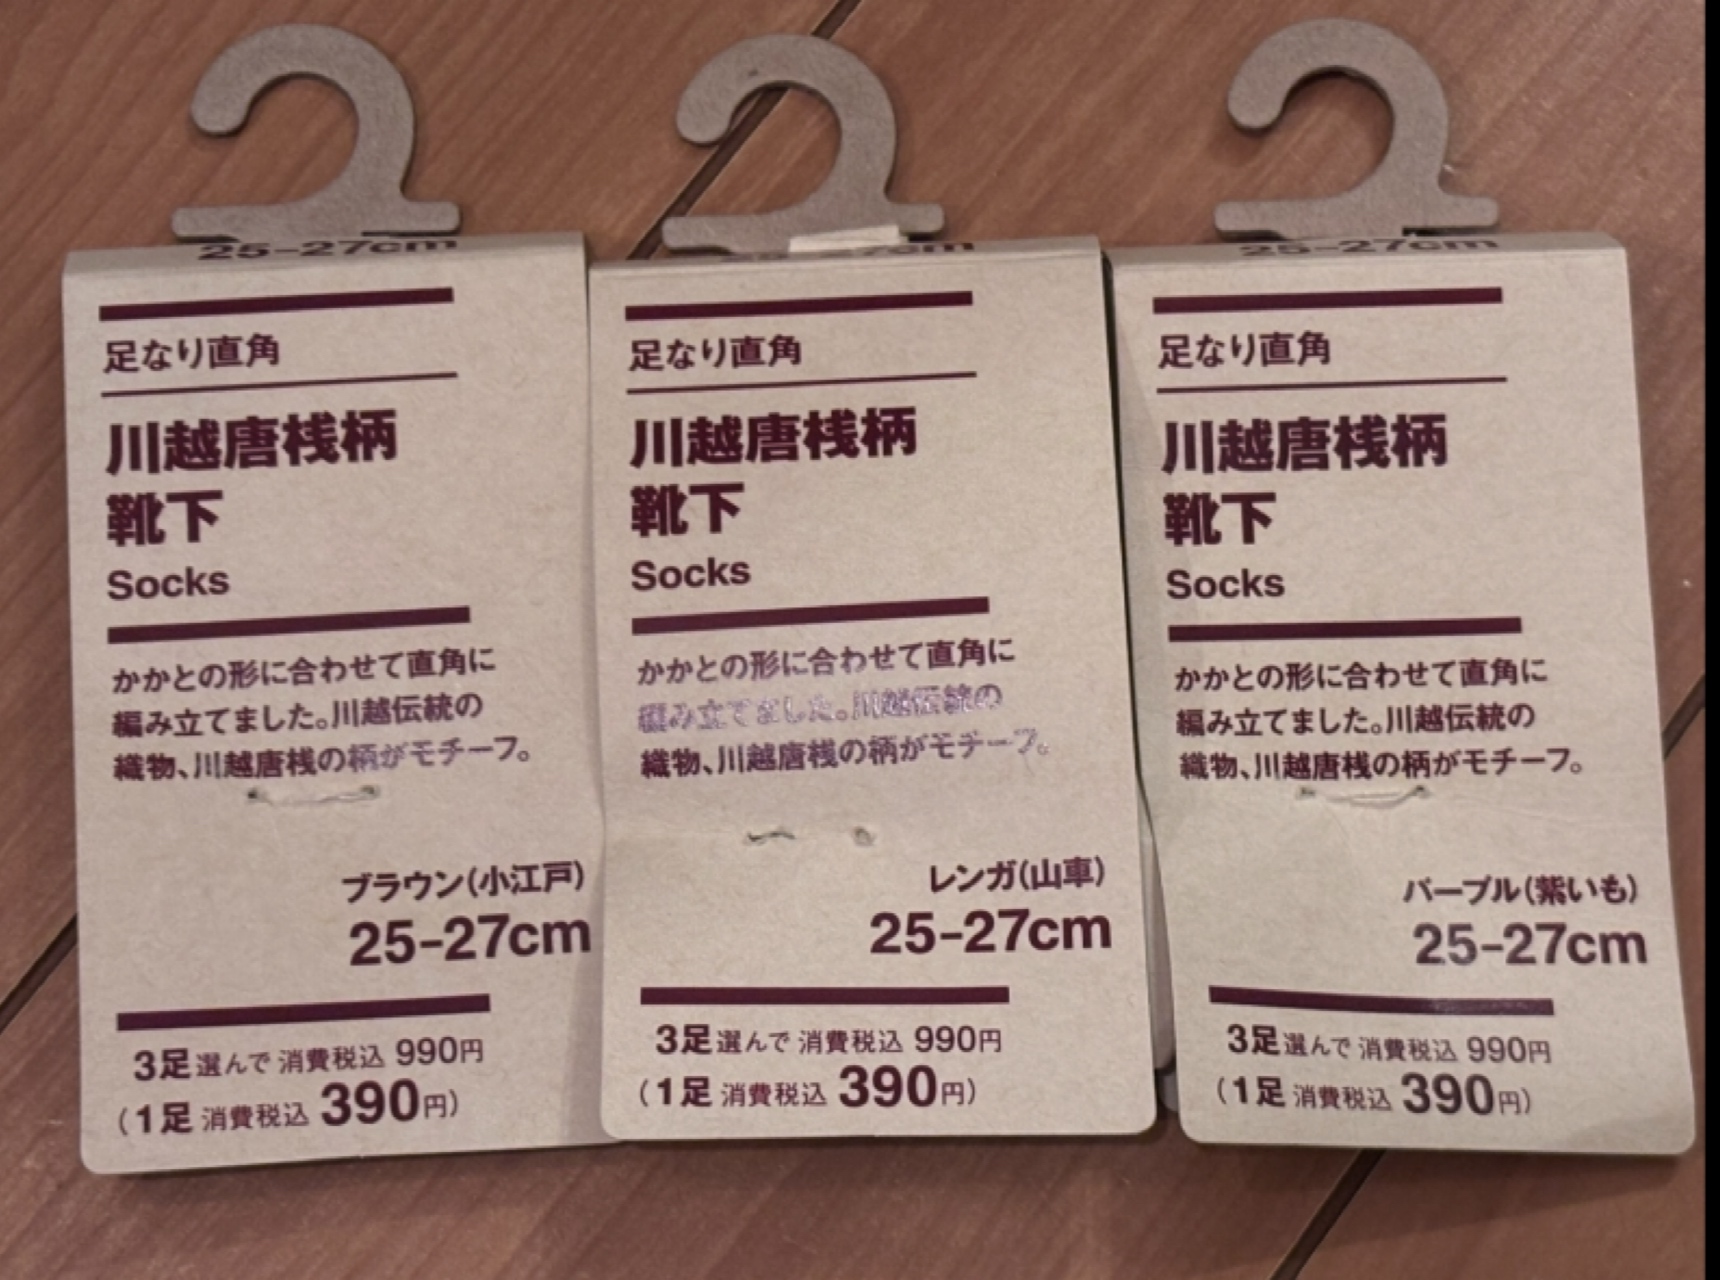 25-27cm
足なり直角
川越唐桟柄
靴下
Socks
かかとの形に合わせて直角に
編み立てました。川越伝統の
織物、川越唐桟の柄がモチーフ。
ブラウン(小江戸)
25-27cm
3足選んで 消費税込 990円
(1足 消費税込 390円)
27cm
足なり直角
川越唐桟柄
靴下
Socks
かかとの形に合わせて直角に
編み立てました。川越伝統の
織物、川越唐桟の柄がモチーフ。
レンガ(山車)
25-27cm
3足選んで 消費税込 990円
(1足 消費税込 390円)
25-27cm
足なり直角
川越唐桟柄
靴下
Socks
かかとの形に合わせて直角に
編み立てました。川越伝統の
織物、川越唐桟の柄がモチーフ。
パープル(紫いも)
25-27cm
3足選んで 消費税込 990円
(1足 消費税込 390円)